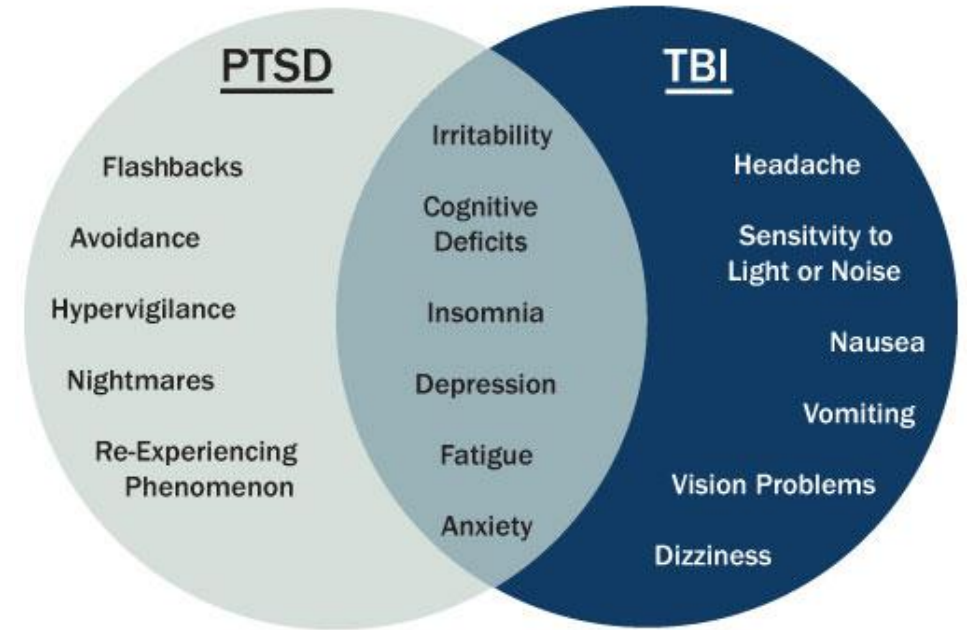 PTSD
Flashbacks
Avoidance
Hypervigilance
Nightmares
Re-Experiencing
Phenomenon
Irritability
Cognitive
Deficits
Insomnia
Depression
Fatigue
Anxiety
TBI
Headache
Sensitvity to
Light or Noise
Nausea
Vomiting
Vision Problems
Dizziness